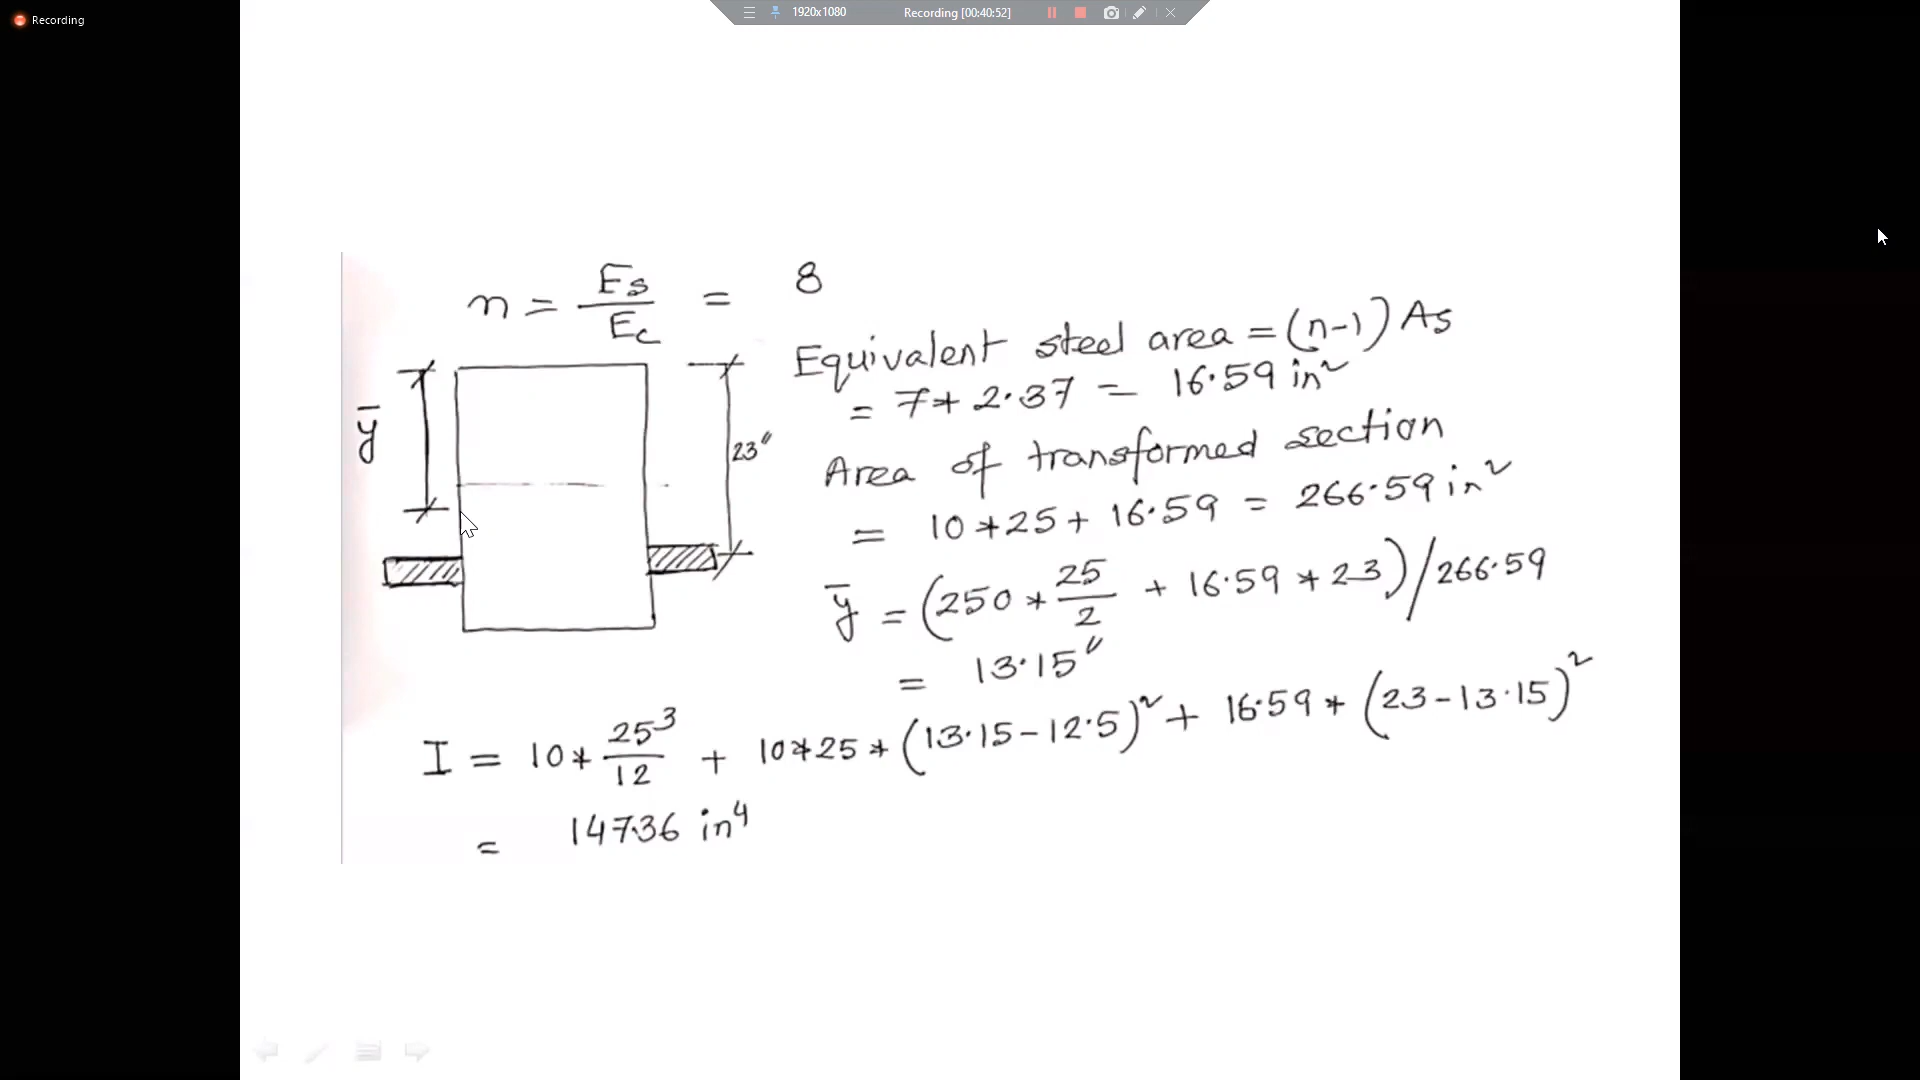 Recording
1920x1080
Recording [00:40:52]
n = Es/Ec = 8
Equivalent steel area = (n-1) As
= 7 * 2.37 = 16.59 in²
ȳ
23"
Area of transformed section
= 10 * 25 + 16.59 = 266.59 in²
ȳ = (250 * 25/2 + 16.59 * 23)/266.59
= 13.15"
I = 10 * 25³/12 + 10*25 * (13.15 - 12.5)² + 16.59 * (23 - 13.15)²
= 14736 in⁴